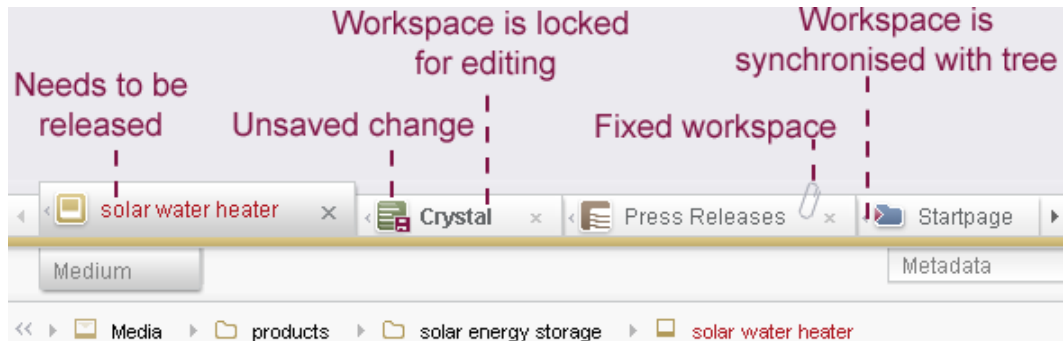 Workspace is locked
for editing
Workspace is
synchronised with tree
Needs to be
released
Unsaved change
Fixed workspace
solar water heater
Crystal
Press Releases
Startpage
Medium
Metadata
Media products solar energy storage solar water heater